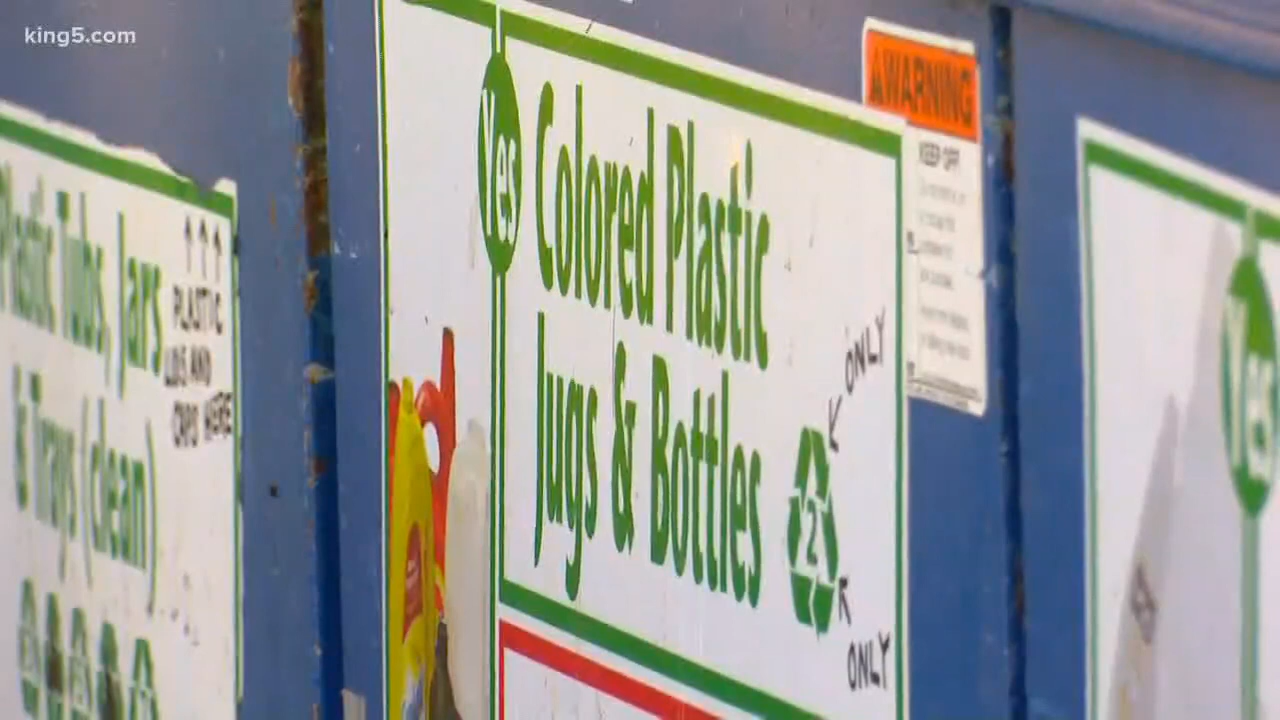 king5.com
Plastic Tubs, Jars
& Trays (clean)
↑↑↑
PLASTIC
LIDS AND
CAPS HERE
Yes
Colored Plastic
Jugs & Bottles
ONLY
2
ONLY
WARNING
KEEP OFF!
Yes